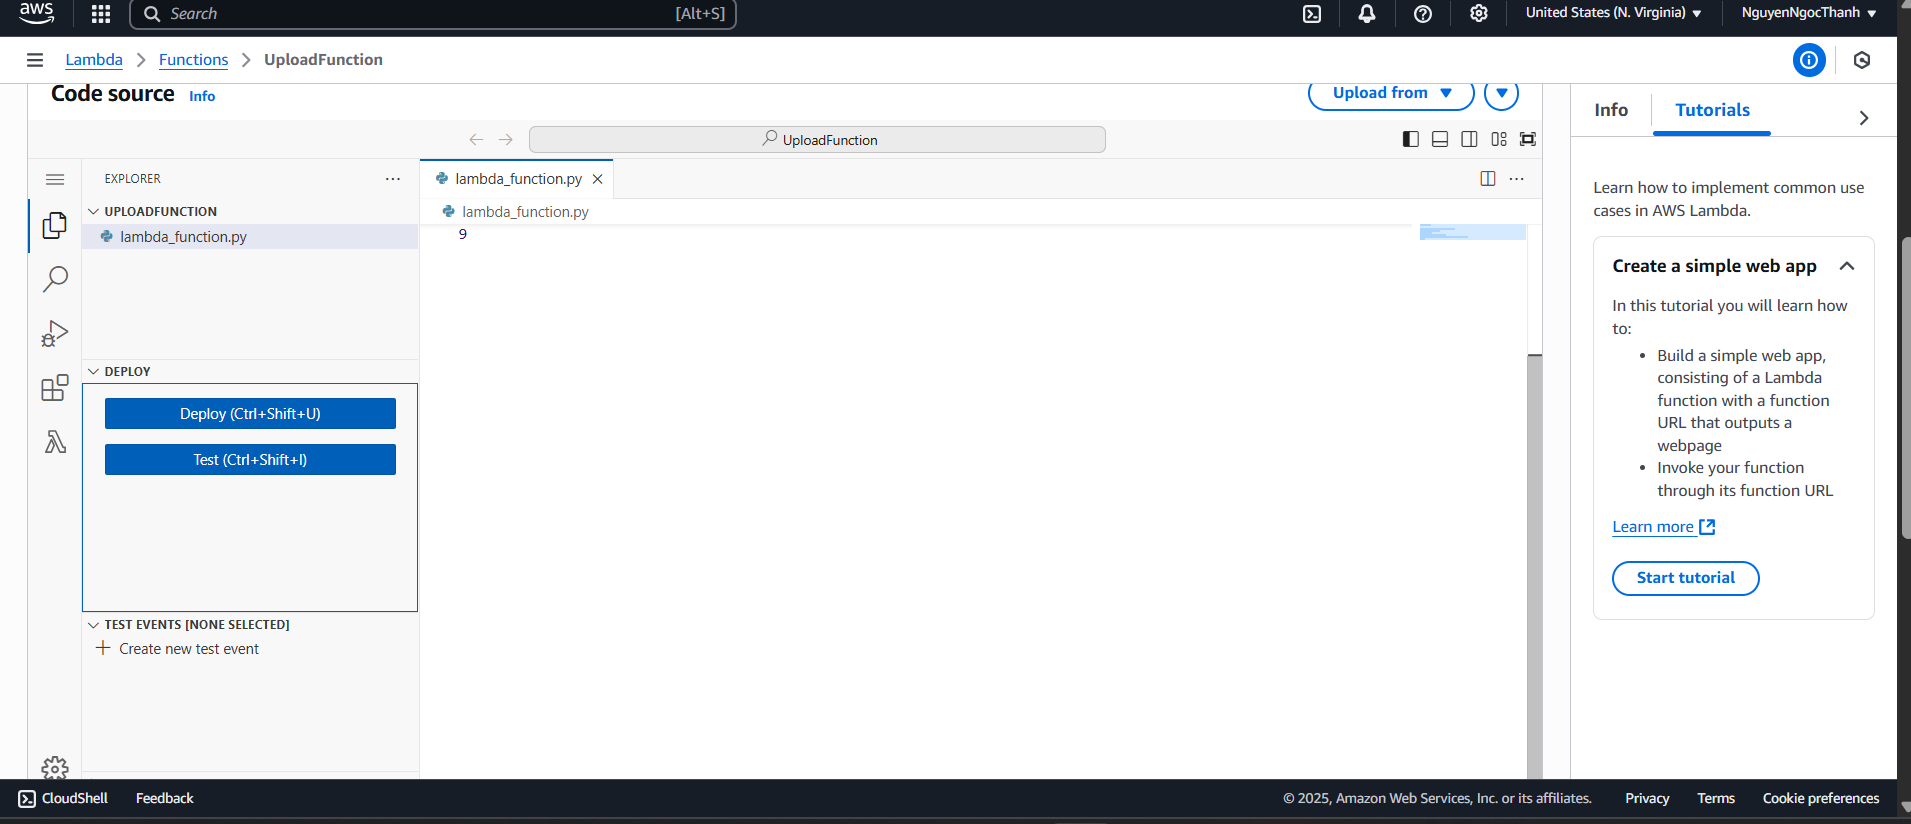 aws
Search
[Alt+S]
United States (N. Virginia)
NguyenNgocThanh
Lambda
Functions
UploadFunction
Code source
Info
Upload from
UploadFunction
EXPLORER
UPLOADFUNCTION
lambda_function.py
DEPLOY
Deploy (Ctrl+Shift+U)
Test (Ctrl+Shift+I)
TEST EVENTS [NONE SELECTED]
Create new test event
lambda_function.py
lambda_function.py
9
Info
Tutorials
Learn how to implement common use
cases in AWS Lambda.
Create a simple web app
In this tutorial you will learn how
to:
• Build a simple web app,
consisting of a Lambda
function with a function
URL that outputs a
webpage
• Invoke your function
through its function URL
Learn more
Start tutorial
CloudShell
Feedback
© 2025, Amazon Web Services, Inc. or its affiliates.
Privacy
Terms
Cookie preferences